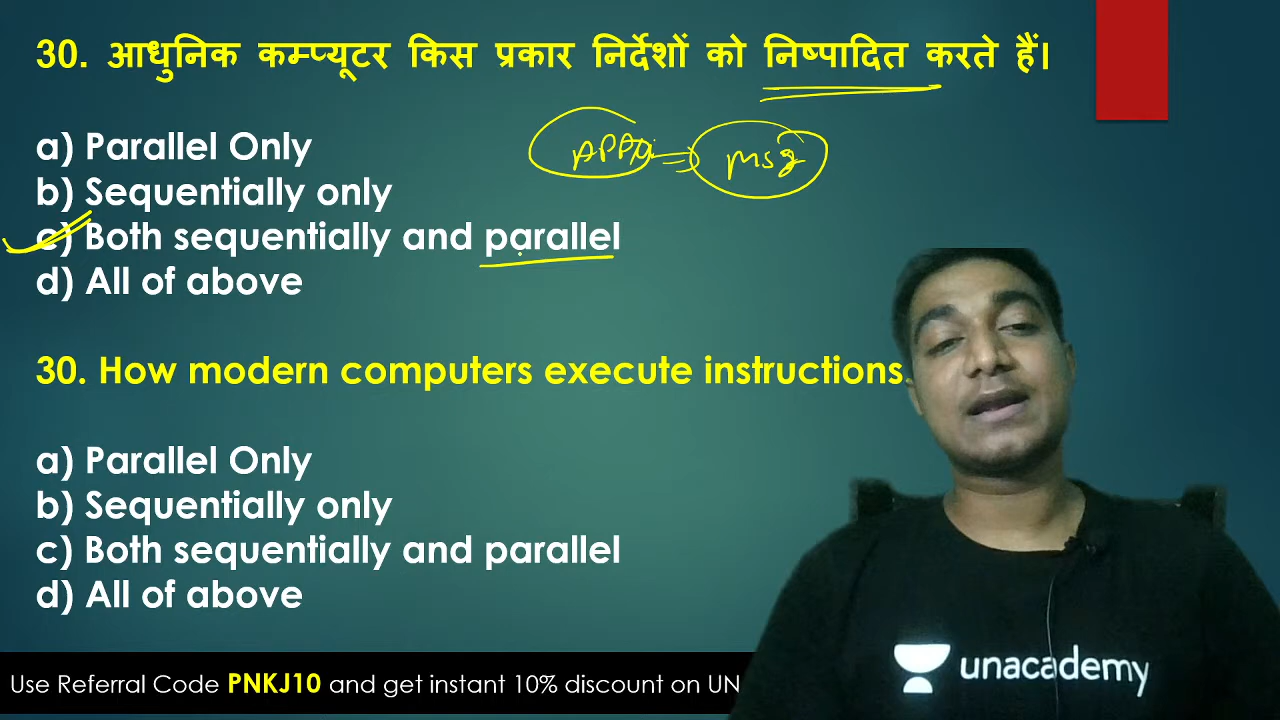 30. आधुनिक कम्प्यूटर किस प्रकार निर्देशों को निष्पादित करते हैं।
a) Parallel Only
b) Sequentially only
c) Both sequentially and parallel
d) All of above
msg
30. How modern computers execute instructions.
a) Parallel Only
b) Sequentially only
c) Both sequentially and parallel
d) All of above
unacademy
Use Referral Code PNKJ10 and get instant 10% discount on UN